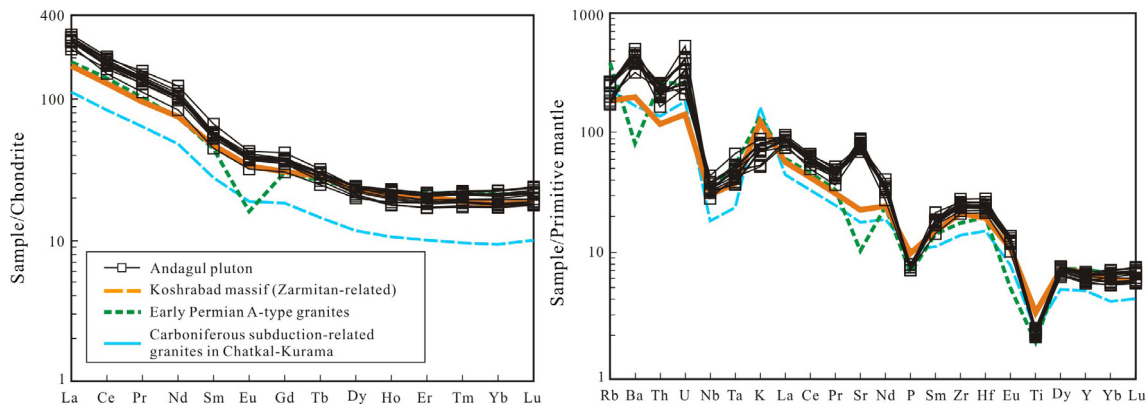 400
100
10
1
Sample/Chondrite
Andagul pluton
Koshrabad massif (Zarmitan-related)
Early Permian A-type granites
Carboniferous subduction-related
granites in Chatkal-Kurama
La Ce Pr Nd Sm Eu Gd Tb Dy Ho Er Tm Yb Lu
1000
100
10
1
Sample/Primitive mantle
Rb Ba Th U Nb Ta K La Ce Pr Sr Nd P Sm Zr Hf Eu Ti Dy Y Yb Lu